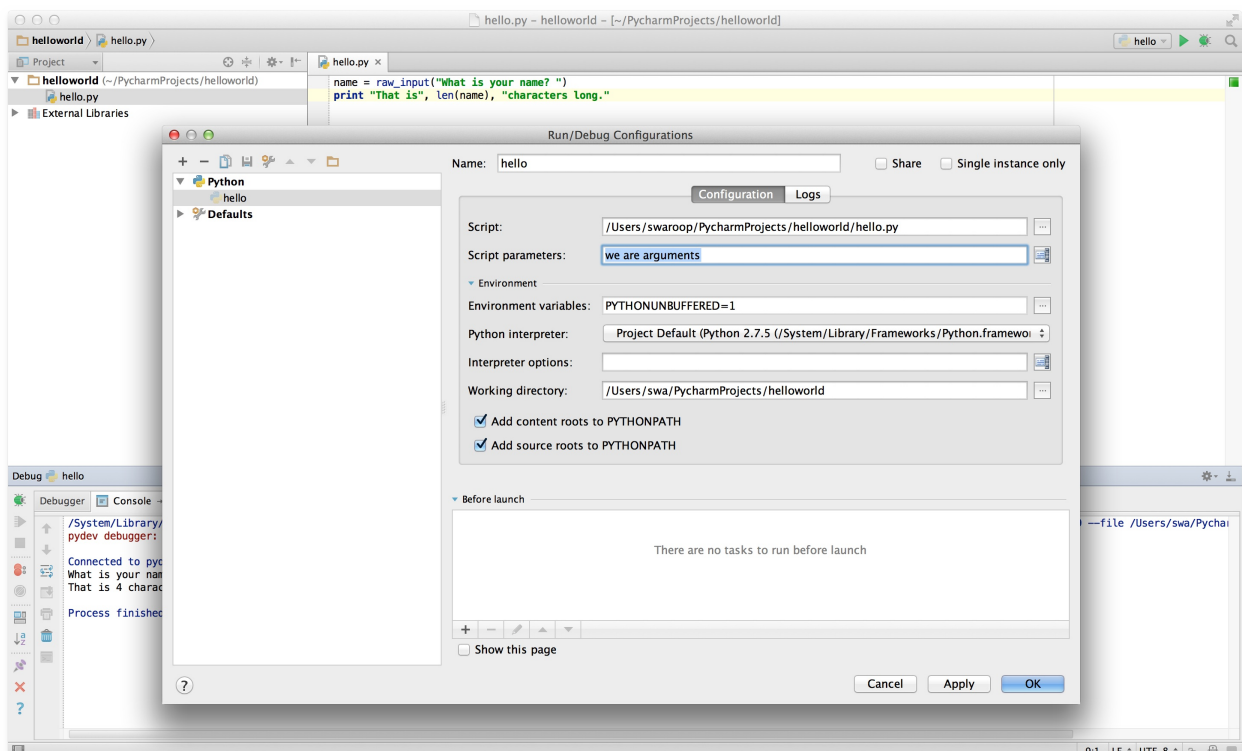 hello.py – helloworld – [~/PycharmProjects/helloworld]
helloworld hello.py
hello
Project
hello.py ×
helloworld (~/PycharmProjects/helloworld)
hello.py
External Libraries
name = raw_input("What is your name? ")
print "That is", len(name), "characters long."
Run/Debug Configurations
Python
hello
Defaults
Name: hello
Share
Single instance only
Configuration
Logs
Script: /Users/swaroop/PycharmProjects/helloworld/hello.py
Script parameters: we are arguments
Environment
Environment variables: PYTHONUNBUFFERED=1
Python interpreter: Project Default (Python 2.7.5 (/System/Library/Frameworks/Python.framewo
Interpreter options:
Working directory: /Users/swa/PycharmProjects/helloworld
Add content roots to PYTHONPATH
Add source roots to PYTHONPATH
Before launch
There are no tasks to run before launch
Show this page
?
Cancel
Apply
OK
Debug hello
Debugger
Console
/System/Library/
--file /Users/swa/Pychar
pydev debugger:
Connected to pyd
What is your nam
That is 4 charac
Process finished
UTF-8